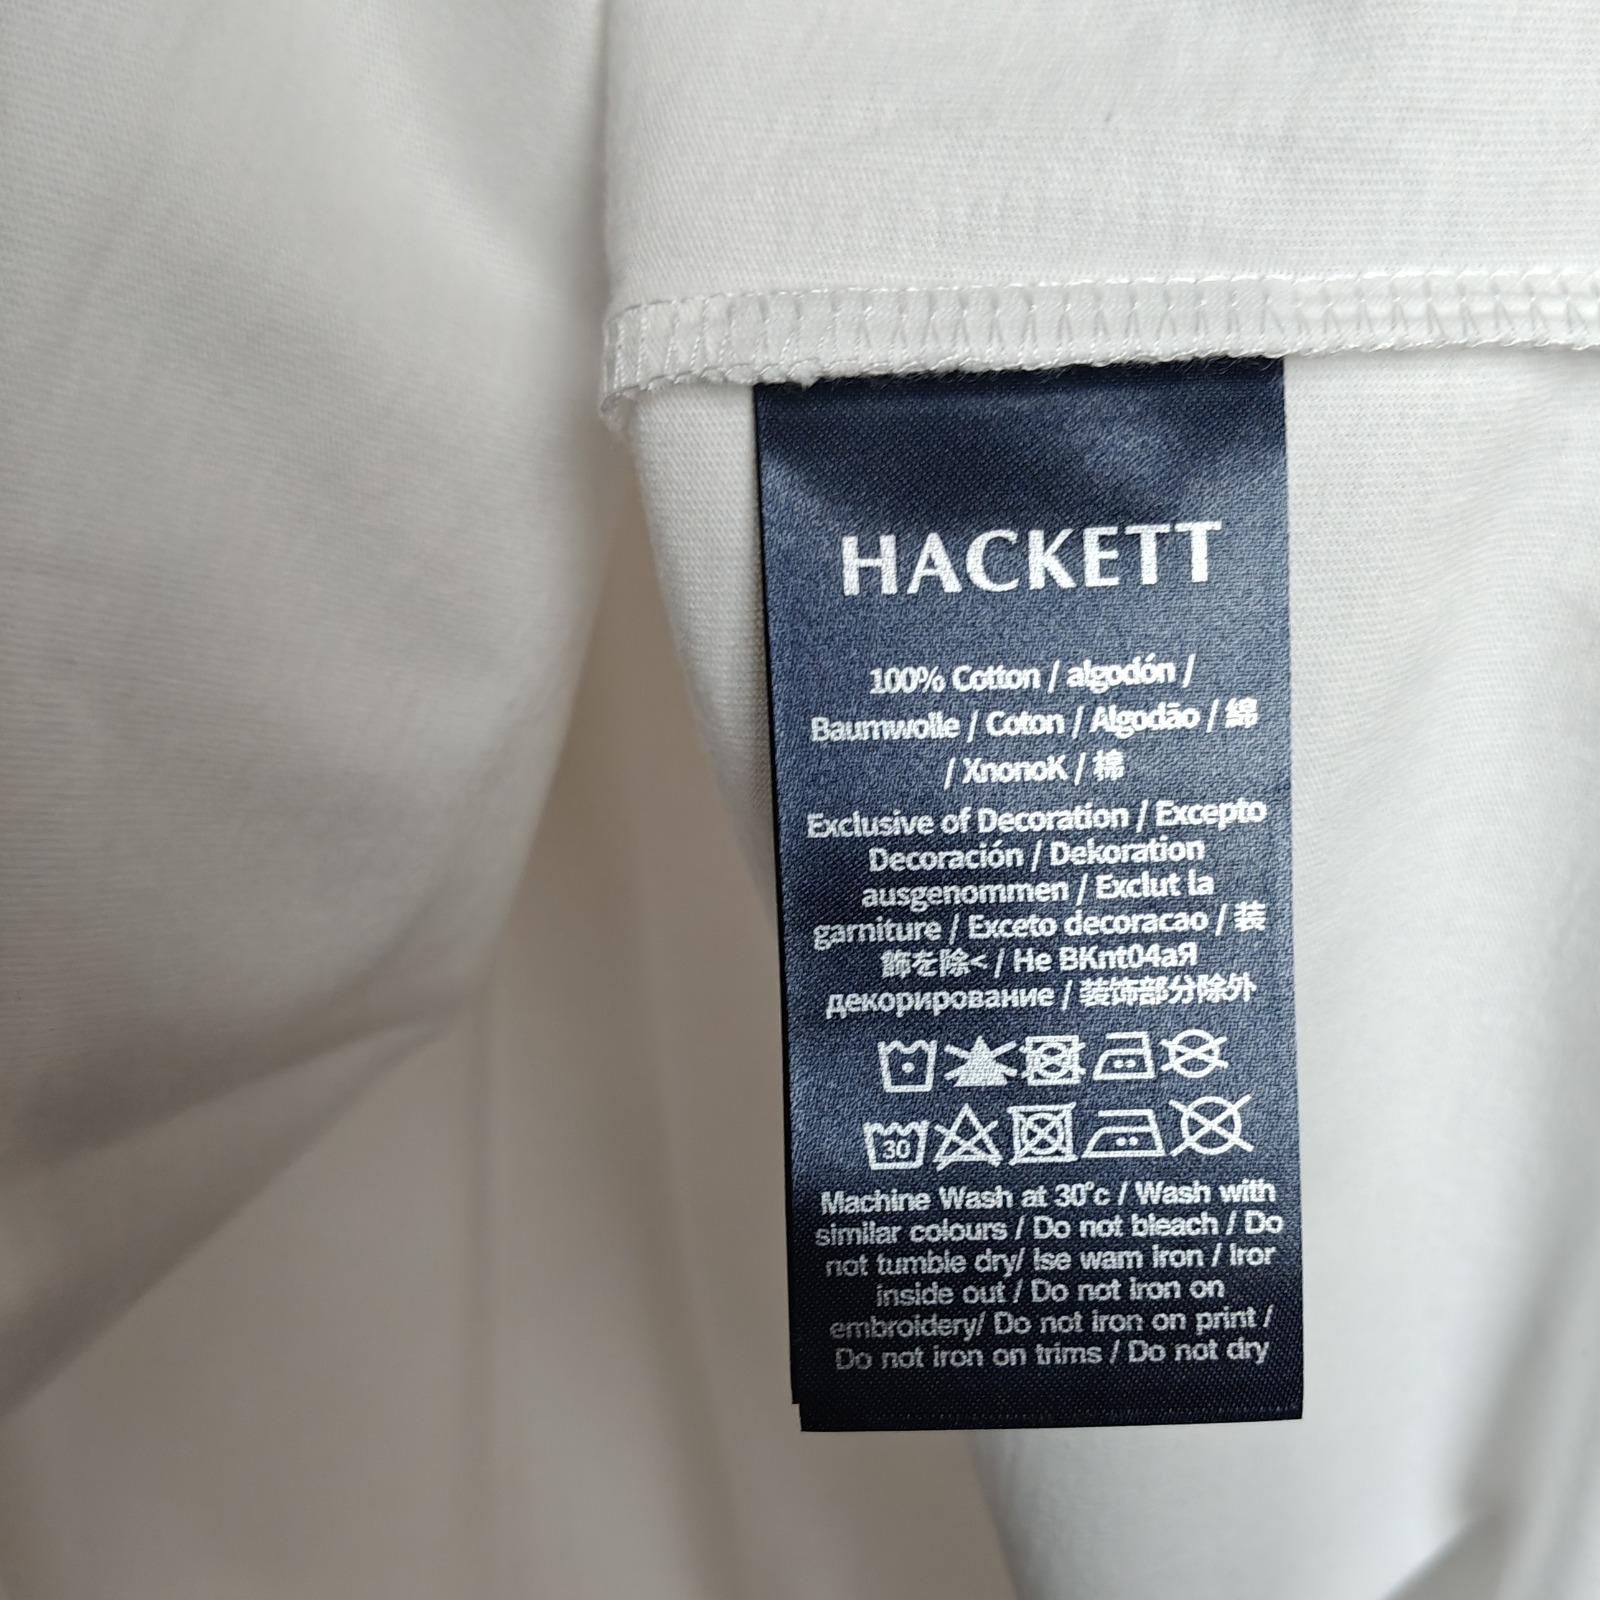 HACKETT
100% Cotton / algodón /
Baumwolle / Coton / Algodão / 綿
/ XnonoK / 棉
Exclusive of Decoration / Excepto
Decoración / Dekoration
ausgenommen / Exclut la
garniture / Exceto decoracao / 装
飾を除< / He BKnt04aЯ
декорирование / 装饰部分除外
30
Machine Wash at 30°c / Wash with
similar colours / Do not bleach / Do
not tumble dry/ Ise wam iron / Iror
inside out / Do not iron on
embroidery/ Do not iron on print /
Do not iron on trims / Do not dry